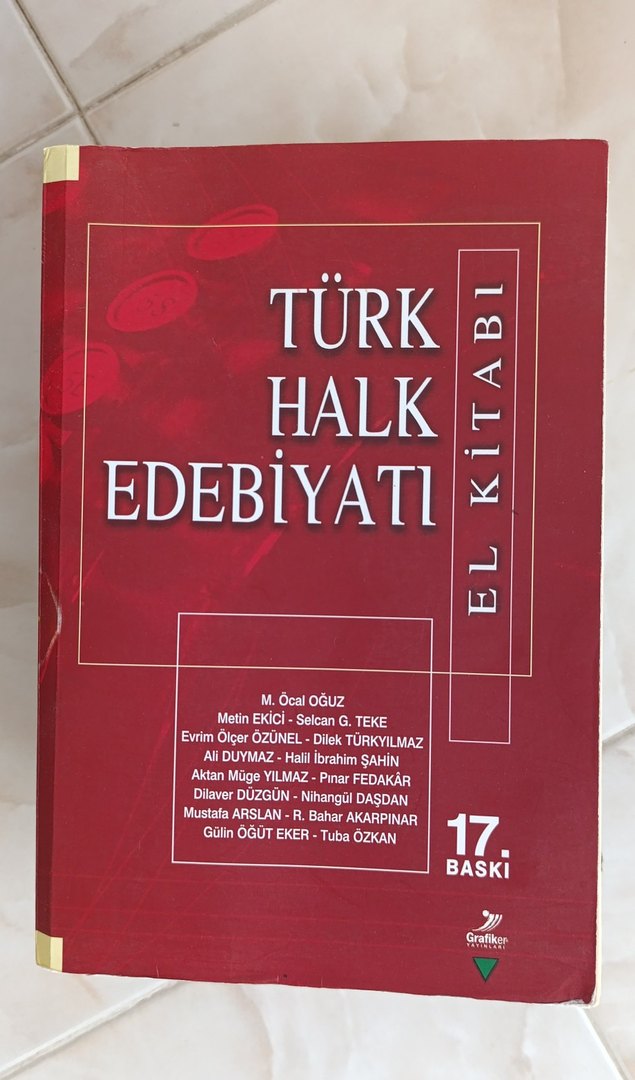 TÜRK
HALK
EDEBİYATI
EL KİTABI
M. Öcal OĞUZ
Metin EKİCİ - Selcan G. TEKE
Evrim Ölçer ÖZÜNEL - Dilek TÜRKYILMAZ
Ali DUYMAZ - Halil İbrahim ŞAHİN
Aktan Müge YILMAZ - Pınar FEDAKÂR
Dilaver DÜZGÜN - Nihangül DAŞDAN
Mustafa ARSLAN - R. Bahar AKARPINAR
Gülin ÖĞÜT EKER - Tuba ÖZKAN
17.
BASKI
Grafiker
YAYINLARI